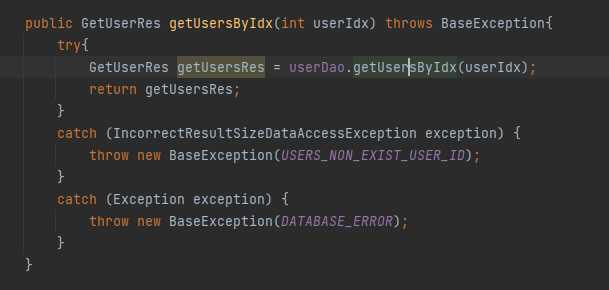 public GetUserRes getUsersByIdx(int userIdx) throws BaseException{
try{
GetUserRes getUsersRes = userDao.getUsersByIdx(userIdx);
return getUsersRes;
}
catch (IncorrectResultSizeDataAccessException exception) {
throw new BaseException(USERS_NON_EXIST_USER_ID);
}
catch (Exception exception) {
throw new BaseException(DATABASE_ERROR);
}
}